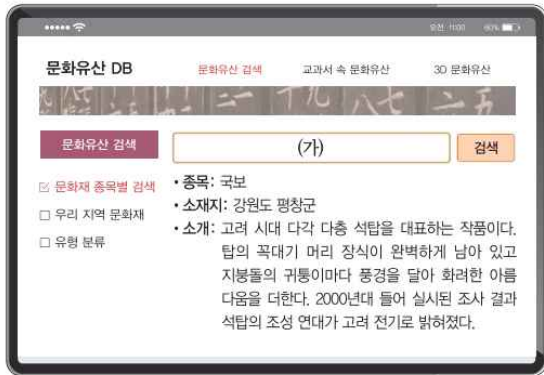 오전 11:00 60%
문화유산 DB 문화유산 검색 교과서 속 문화유산 3D 문화유산
二 十九 八七 二五
문화유산 검색 (가) 검색
문화재 종목별 검색
우리 지역 문화재
유형 분류
• 종목: 국보
• 소재지: 강원도 평창군
• 소개: 고려 시대 다각 다층 석탑을 대표하는 작품이다.
탑의 꼭대기 머리 장식이 완벽하게 남아 있고
지붕돌의 귀퉁이마다 풍경을 달아 화려한 아름
다움을 더한다. 2000년대 들어 실시된 조사 결과
석탑의 조성 연대가 고려 전기로 밝혀졌다.